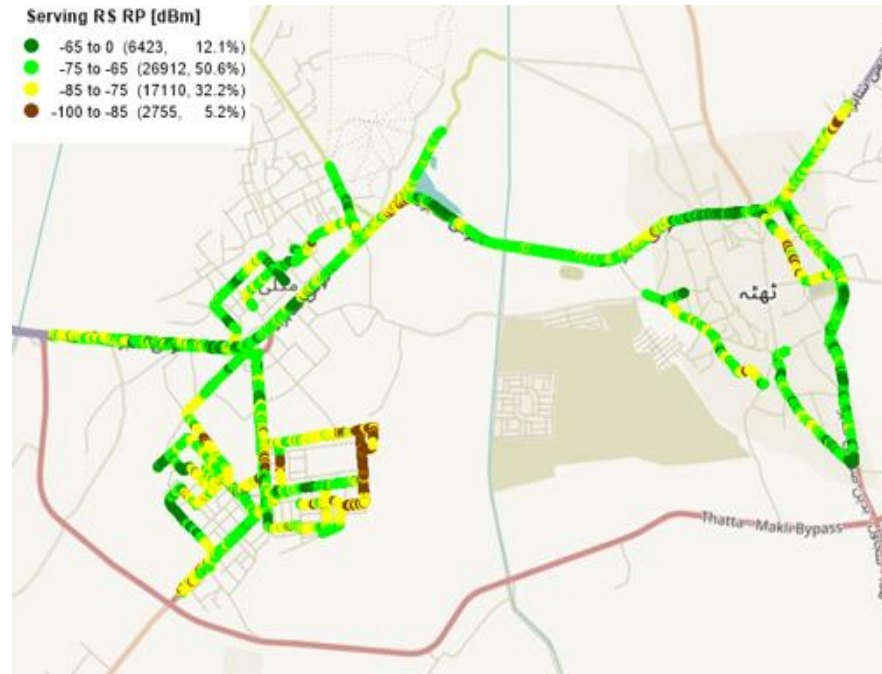 Serving RS RP [dBm]
-65 to 0 (6423, 12.1%)
-75 to -65 (26912, 50.6%)
-85 to -75 (17110, 32.2%)
-100 to -85 (2755, 5.2%)
ٹھٹہ
Thatta - Makli Bypass